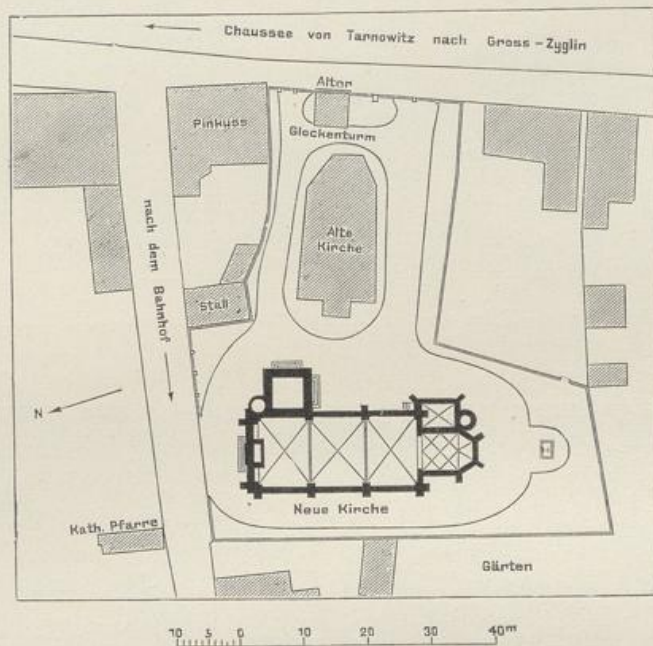 Chaussee von Tarnowitz nach Gross-Zyglin
Altar
Pinkuss
Glockenturm
nach dem Bahnhof
Alte
Kirche
Stall
N
Neue Kirche
Kath. Pfarre
Gärten
10 5 0 10 20 30 40m